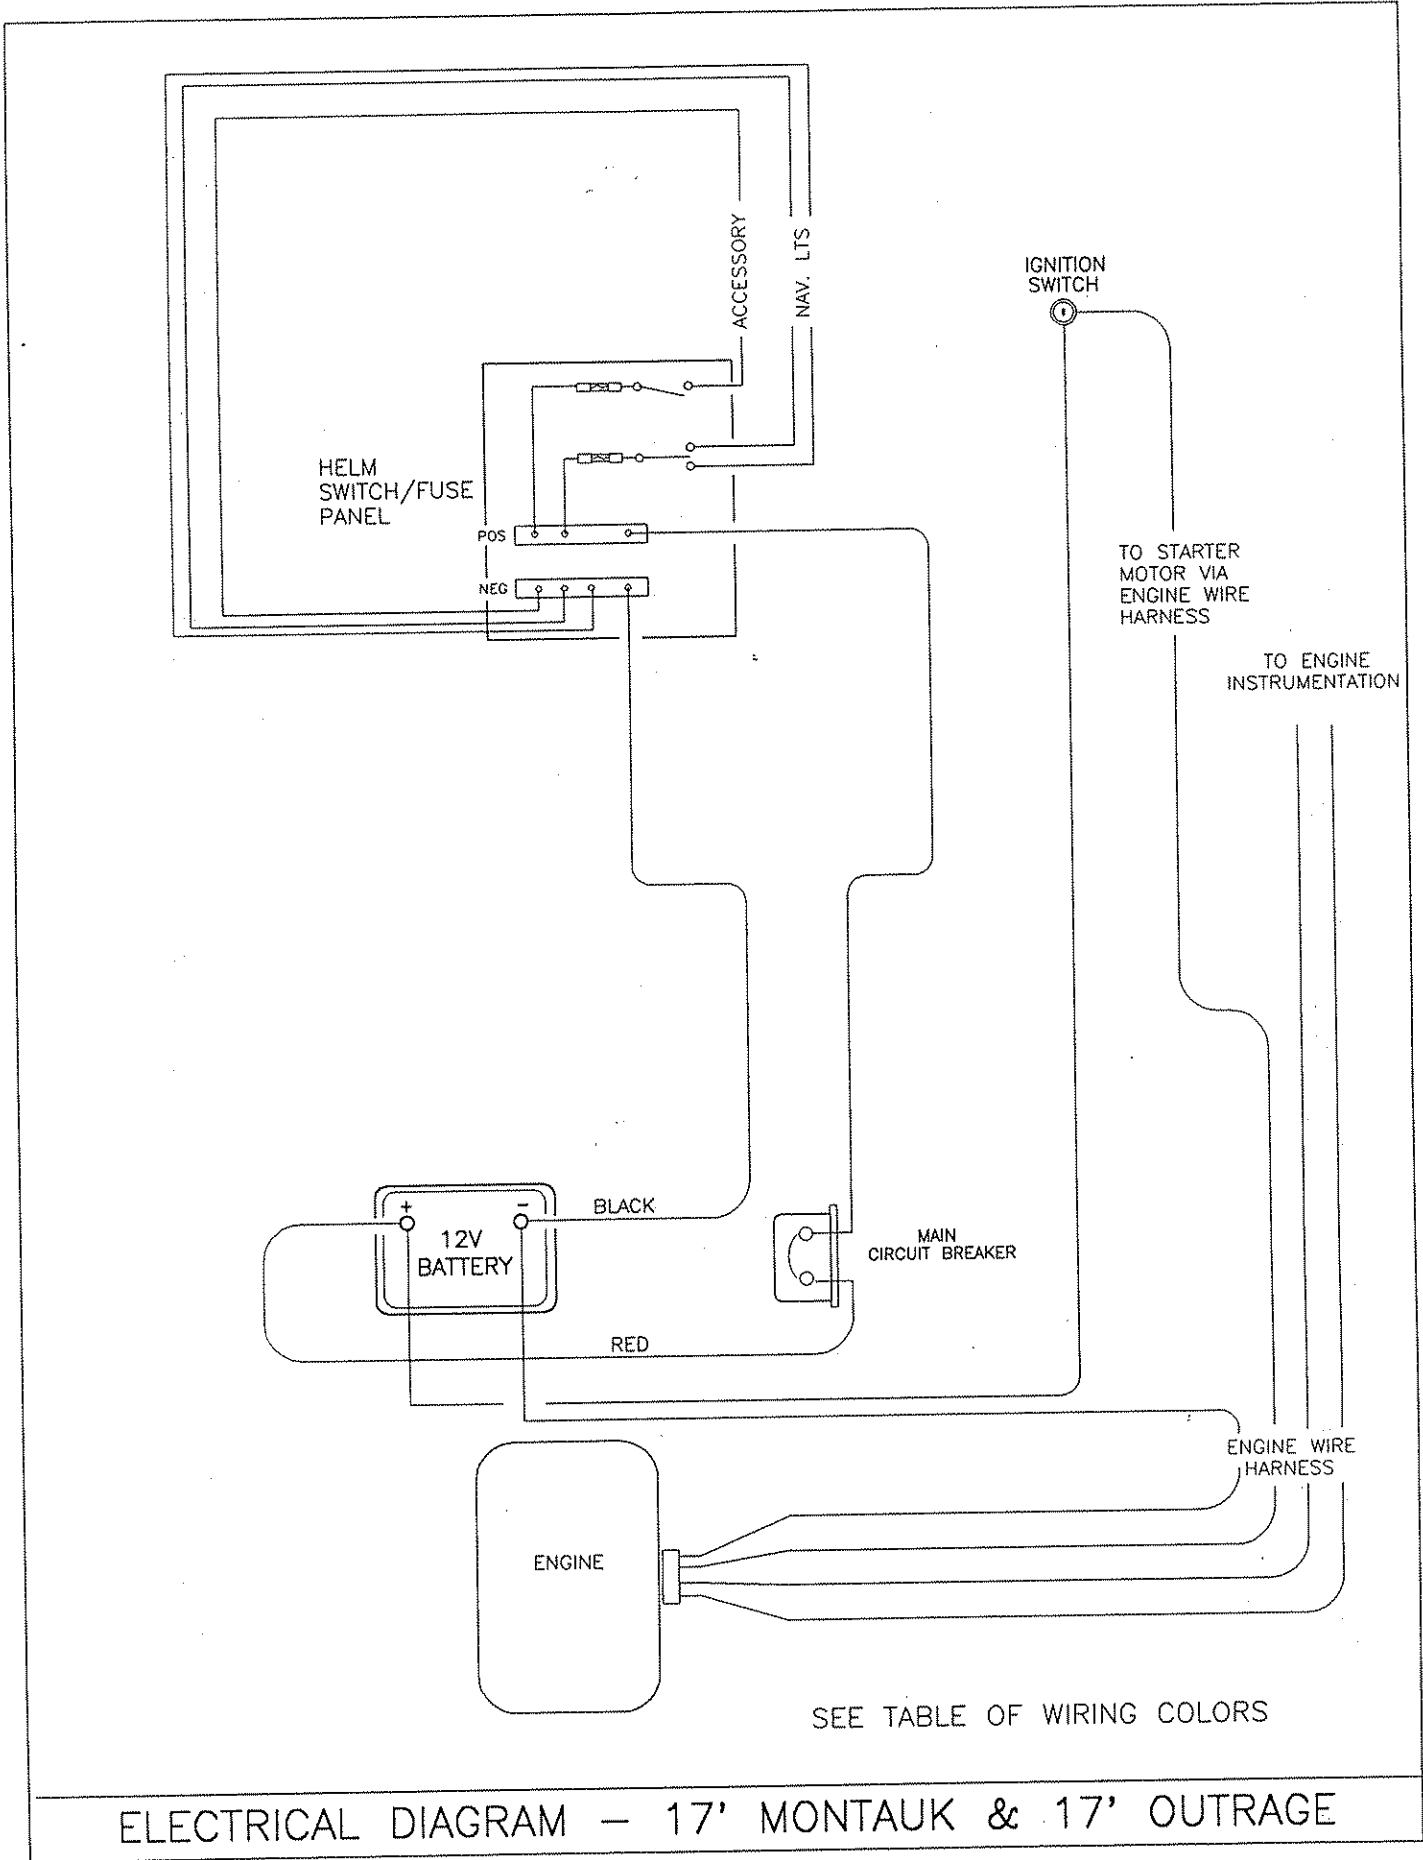 ACCESSORY
NAV. LTS
IGNITION
SWITCH
HELM
SWITCH/FUSE
PANEL
POS
NEG
TO STARTER
MOTOR VIA
ENGINE WIRE
HARNESS
TO ENGINE
INSTRUMENTATION
+
-
12V
BATTERY
BLACK
MAIN
CIRCUIT BREAKER
RED
ENGINE WIRE
HARNESS
ENGINE
SEE TABLE OF WIRING COLORS
ELECTRICAL DIAGRAM - 17' MONTAUK & 17' OUTRAGE